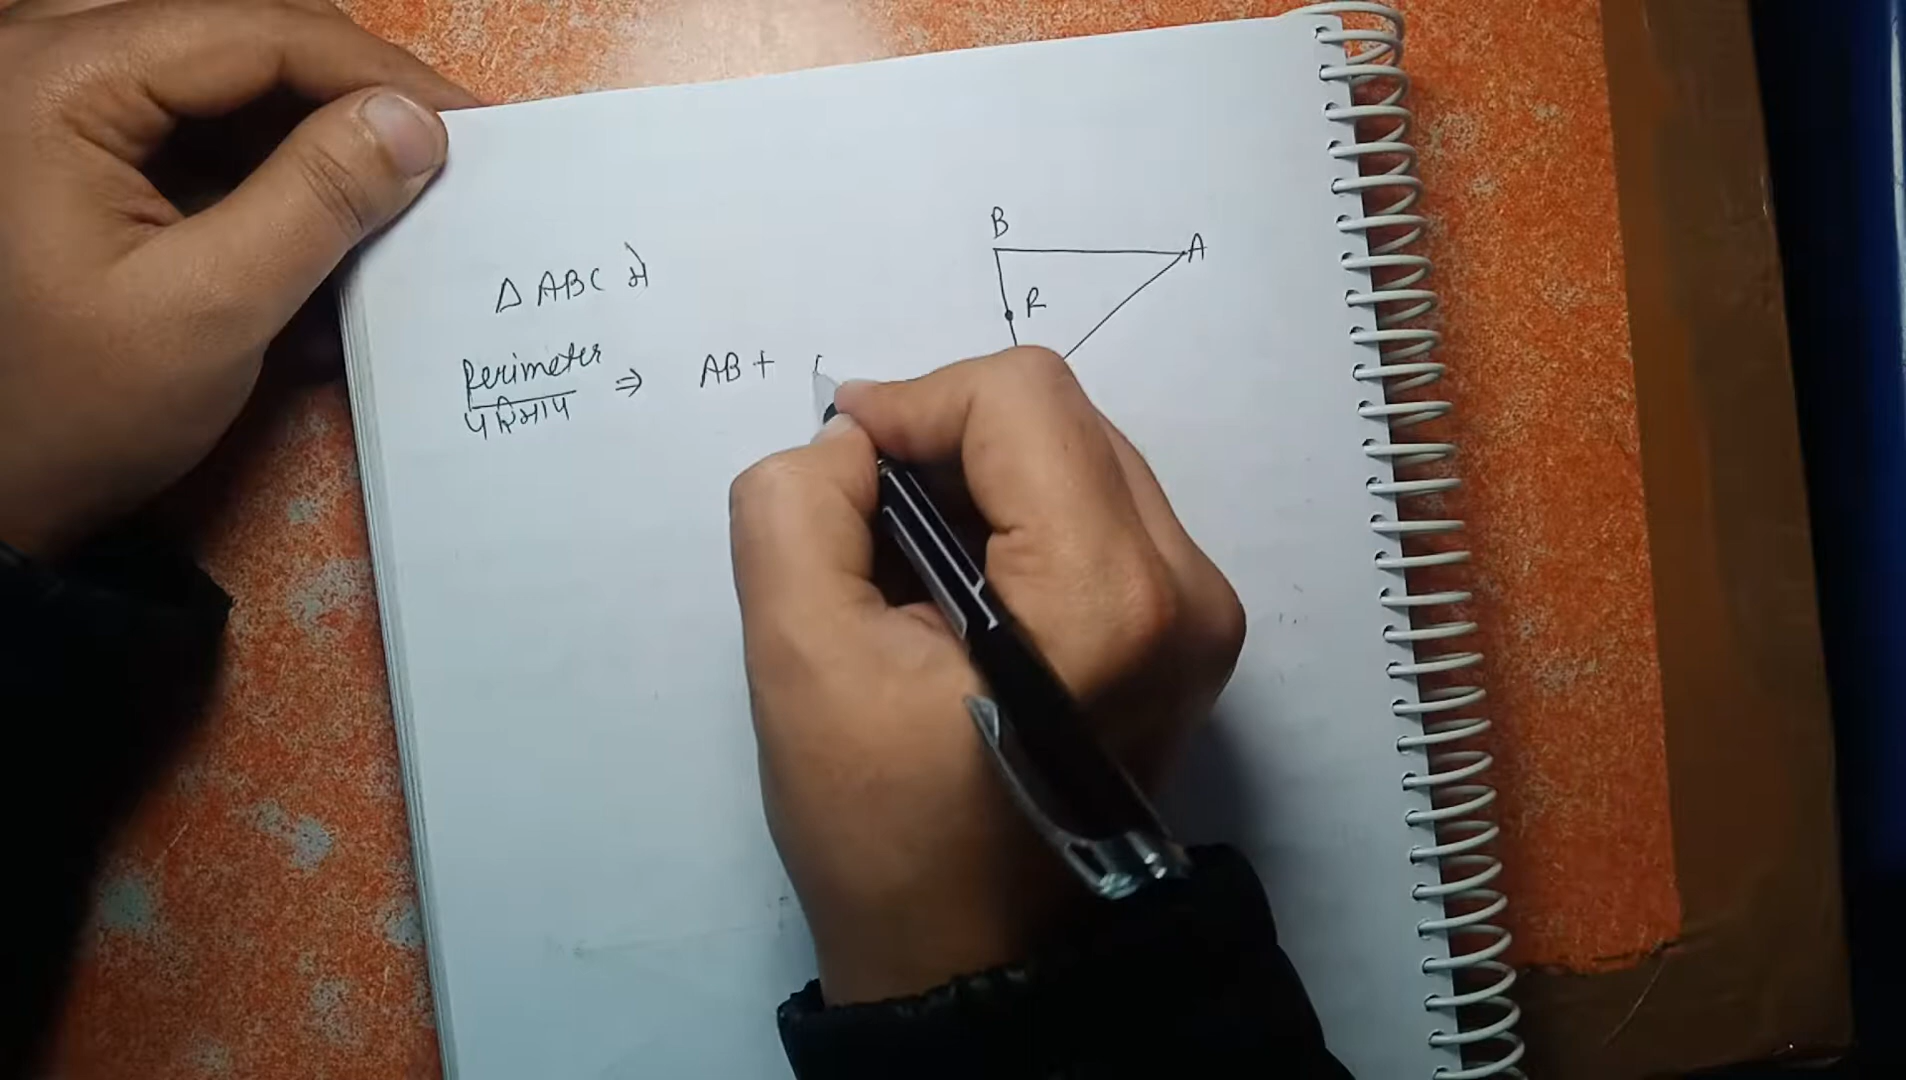 B
A
R
Δ ABC में
Perimeter
परिमाप ⇒ AB +